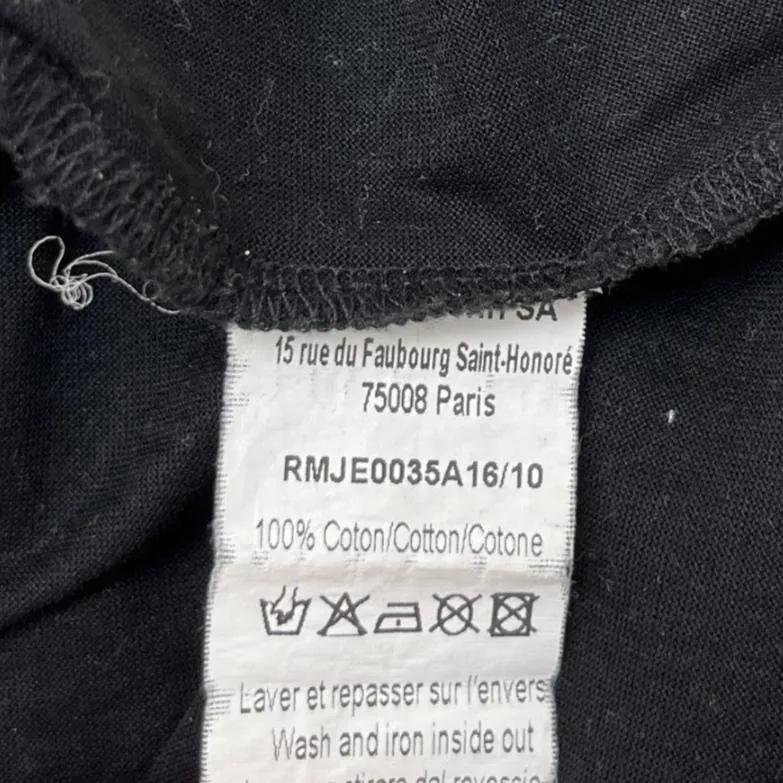 SA
15 rue du Faubourg Saint-Honoré
75008 Paris
RMJE0035A16/10
100% Coton/Cotton/Cotone
Laver et repasser sur l'envers
Wash and iron inside out